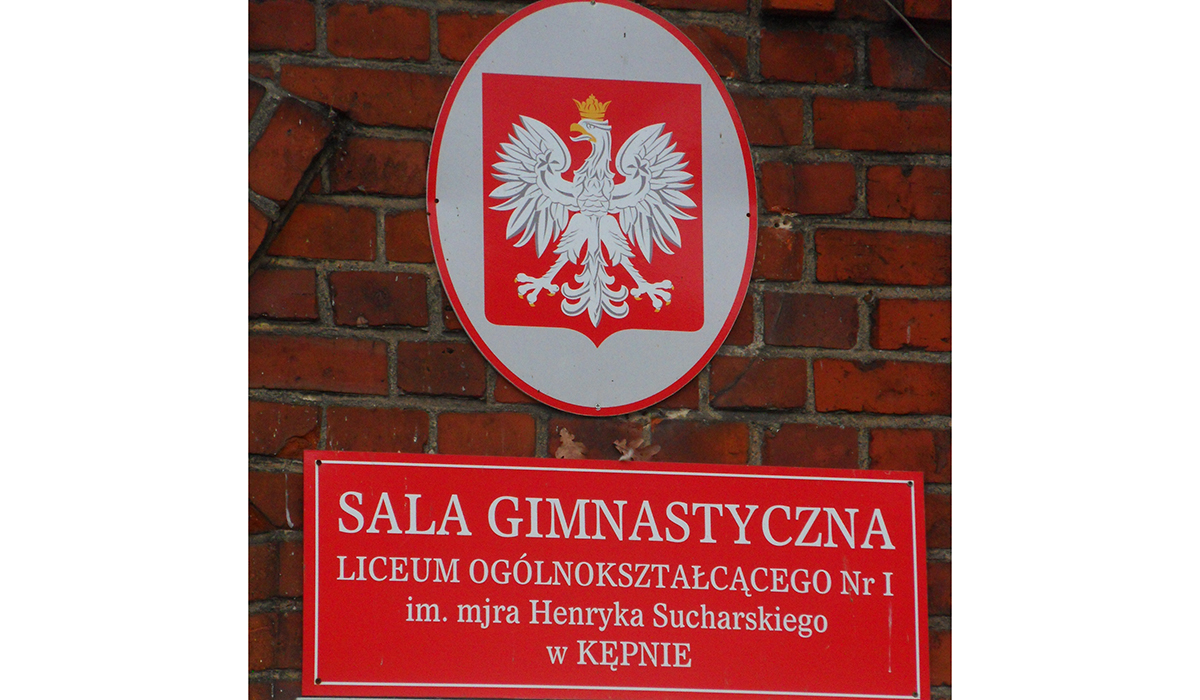 SALA GIMNASTYCZNA
LICEUM OGÓLNOKSZTAŁCĄCEGO Nr I
im. mjra Henryka Sucharskiego
w KĘPNIE